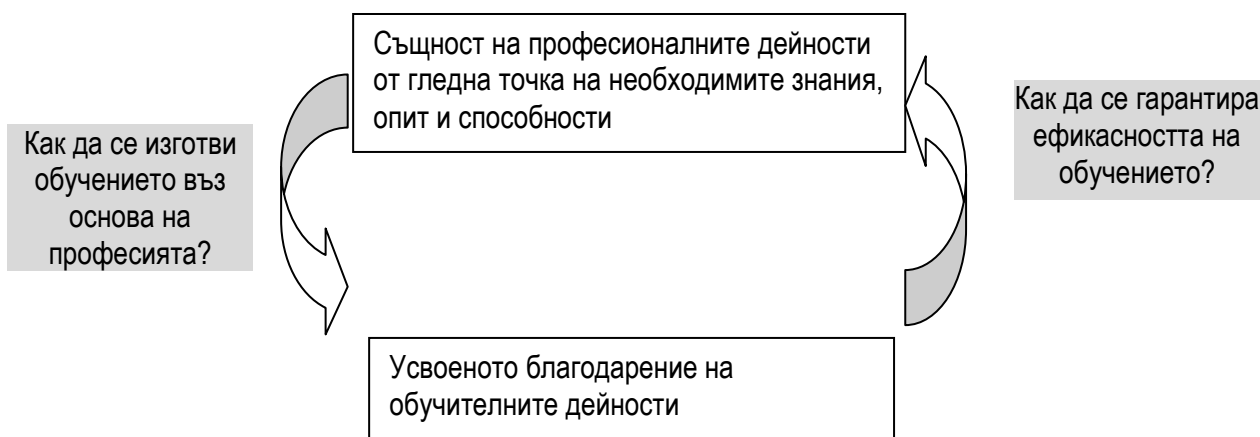 Същност на професионалните дейности
от гледна точка на необходимите знания,
опит и способности
Как да се изготви
обучението въз
основа на
професията?
Как да се гарантира
ефикасността на
обучението?
Усвоеното благодарение на
обучителните дейности